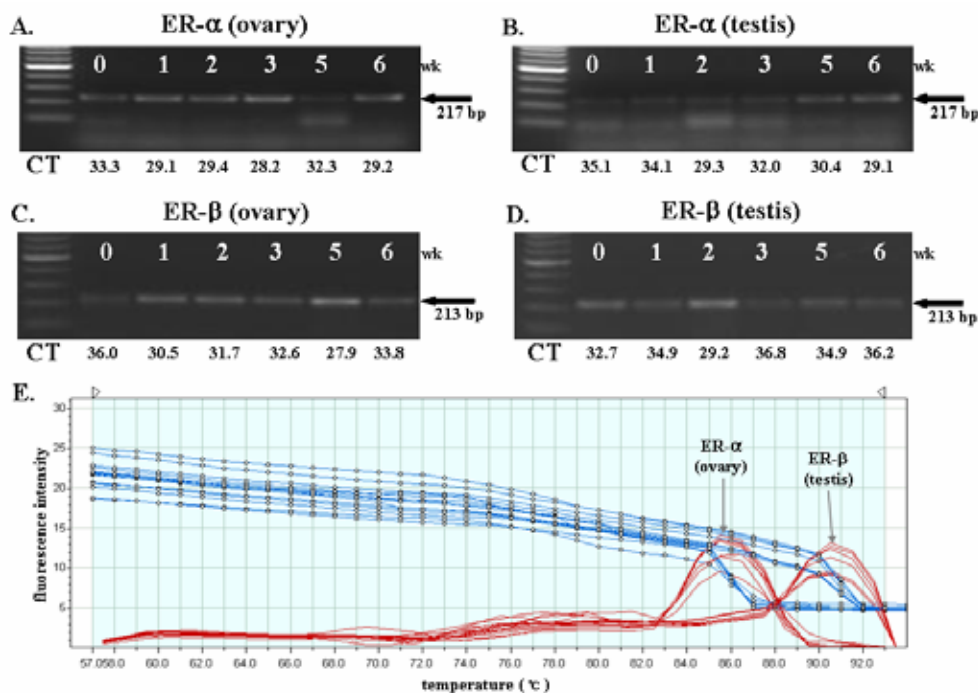 A. ER-α (ovary)
0 1 2 3 5 6 wk
217 bp
CT 33.3 29.1 29.4 28.2 32.3 29.2
B. ER-α (testis)
0 1 2 3 5 6 wk
217 bp
CT 35.1 34.1 29.3 32.0 30.4 29.1
C. ER-β (ovary)
0 1 2 3 5 6 wk
213 bp
CT 36.0 30.5 31.7 32.6 27.9 33.8
D. ER-β (testis)
0 1 2 3 5 6 wk
213 bp
CT 32.7 34.9 29.2 36.8 34.9 36.2
E.
fluorescence intensity
30
25
20
15
10
5
ER-α
(ovary)
ER-β
(testis)
57.0 58.0 60.0 62.0 64.0 66.0 68.0 70.0 72.0 74.0 76.0 78.0 80.0 82.0 84.0 86.0 88.0 90.0 92.0
temperature (℃)